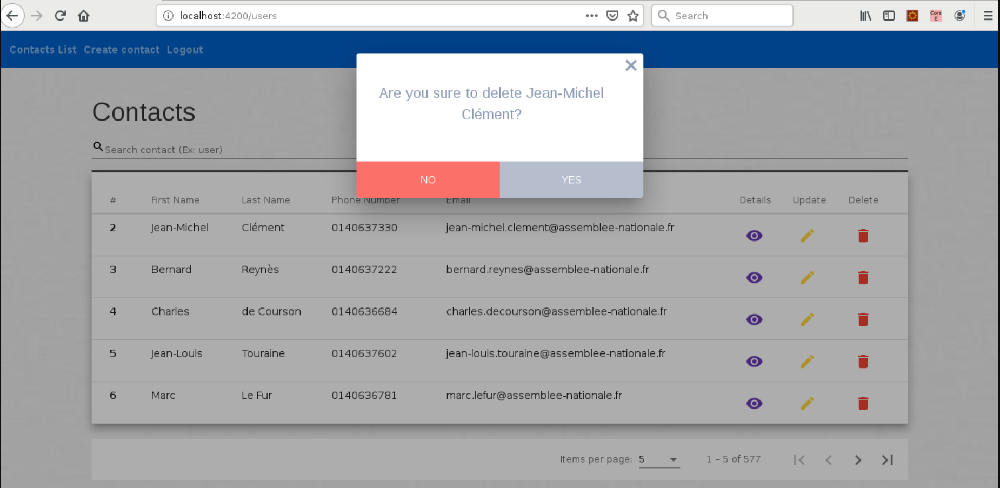 localhost:4200/users
Search
Cors
E
Contacts List Create contact Logout
Are you sure to delete Jean-Michel
Clément?
NO YES
Contacts
Search contact (Ex: user)
# First Name Last Name Phone Number Email Details Update Delete
2 Jean-Michel Clément 0140637330 jean-michel.clement@assemblee-nationale.fr
3 Bernard Reynès 0140637222 bernard.reynes@assemblee-nationale.fr
4 Charles de Courson 0140636684 charles.decourson@assemblee-nationale.fr
5 Jean-Louis Touraine 0140637602 jean-louis.touraine@assemblee-nationale.fr
6 Marc Le Fur 0140636781 marc.lefur@assemblee-nationale.fr
Items per page: 5 1 – 5 of 577